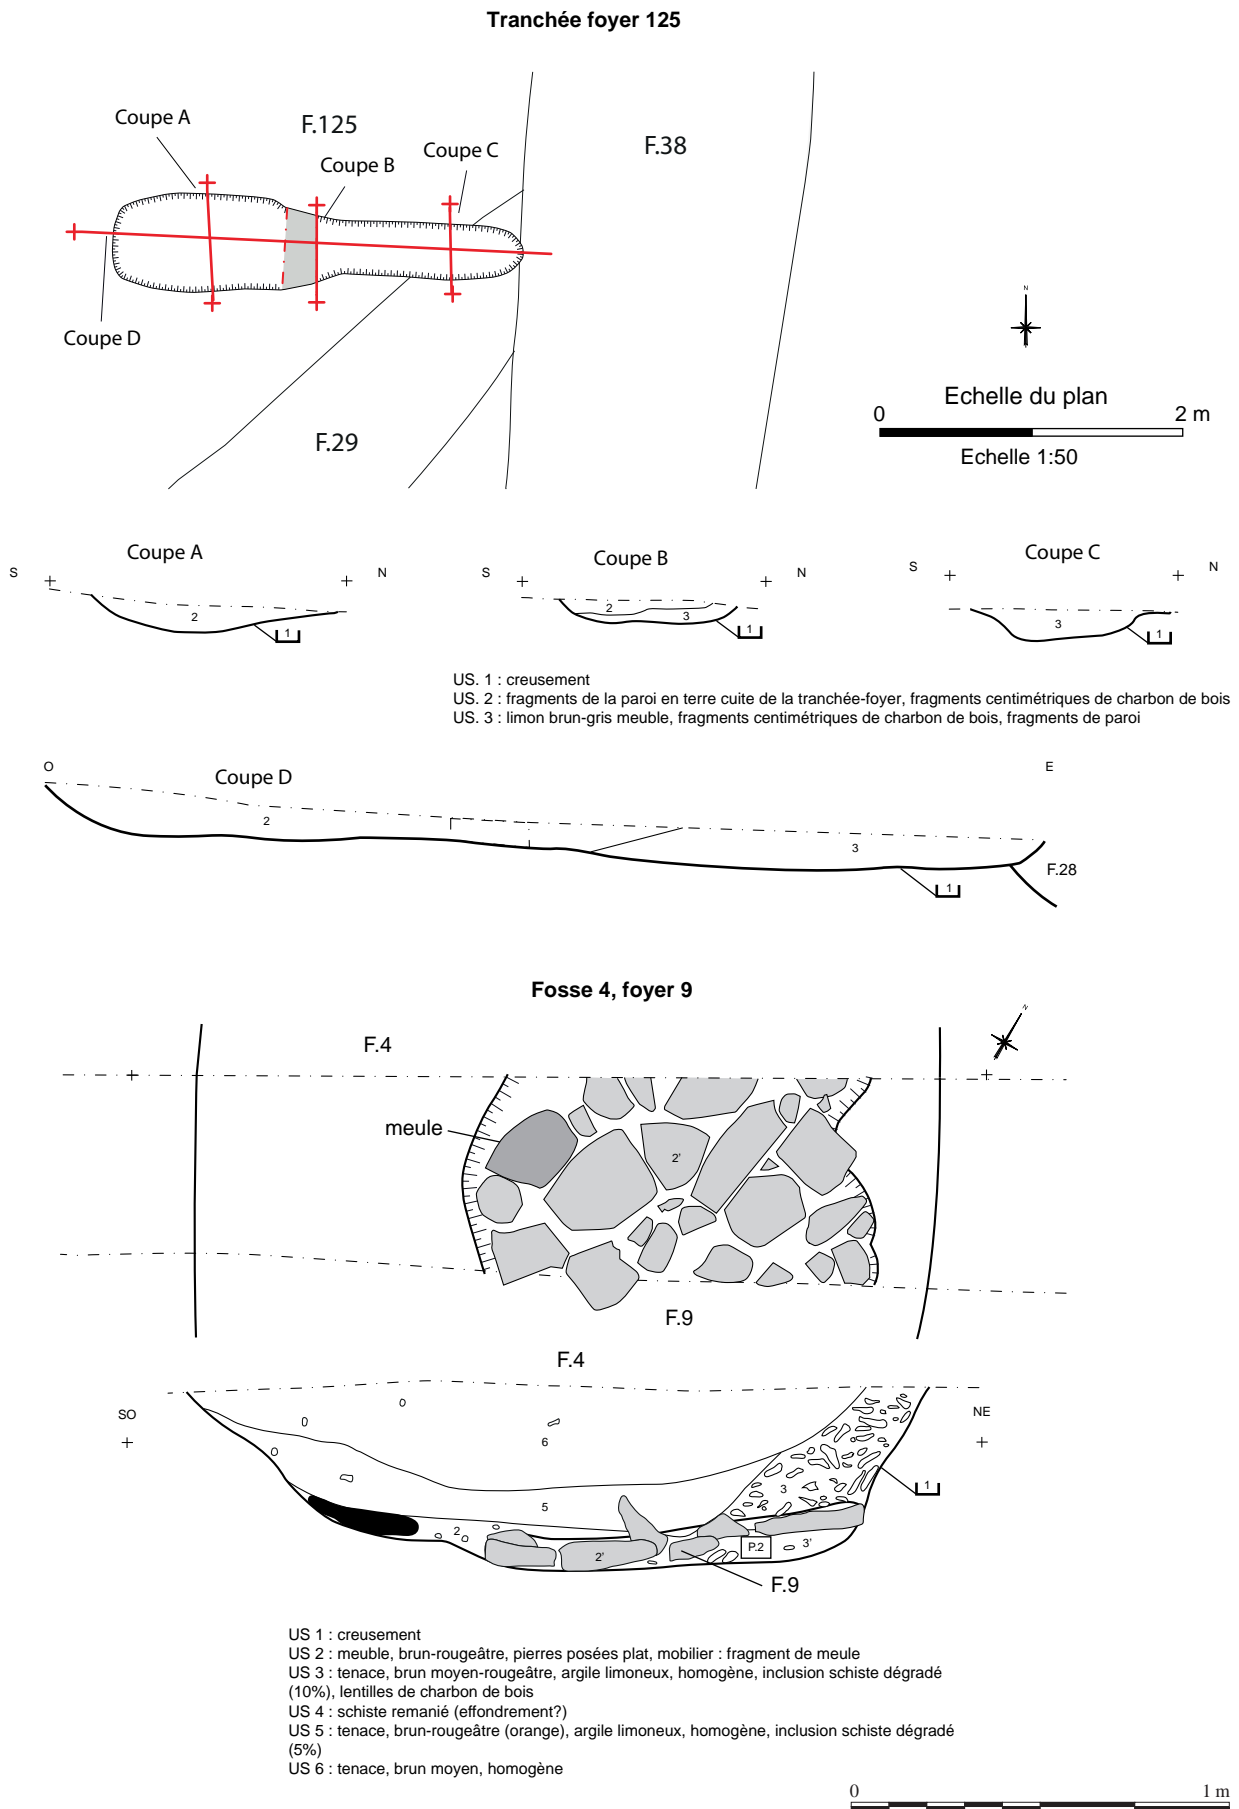 Tranchée foyer 125
Coupe A
F.125
Coupe B
Coupe C
F.38
Coupe D
F.29
N
Echelle du plan
0 2 m
Echelle 1:50
Coupe A
S N
2
1
Coupe B
S N
2
3
1
Coupe C
S N
3
1
US. 1 : creusement
US. 2 : fragments de la paroi en terre cuite de la tranchée-foyer, fragments centimétriques de charbon de bois
US. 3 : limon brun-gris meuble, fragments centimétriques de charbon de bois, fragments de paroi
O E
Coupe D
2
3
1
F.28
Fosse 4, foyer 9
N
F.4
meule
2'
F.9
F.4
SO NE
6
5
3
1
2
2'
P.2
3'
F.9
US 1 : creusement
US 2 : meuble, brun-rougeâtre, pierres posées plat, mobilier : fragment de meule
US 3 : tenace, brun moyen-rougeâtre, argile limoneux, homogène, inclusion schiste dégradé
(10%), lentilles de charbon de bois
US 4 : schiste remanié (effondrement?)
US 5 : tenace, brun-rougeâtre (orange), argile limoneux, homogène, inclusion schiste dégradé
(5%)
US 6 : tenace, brun moyen, homogène
0 1 m